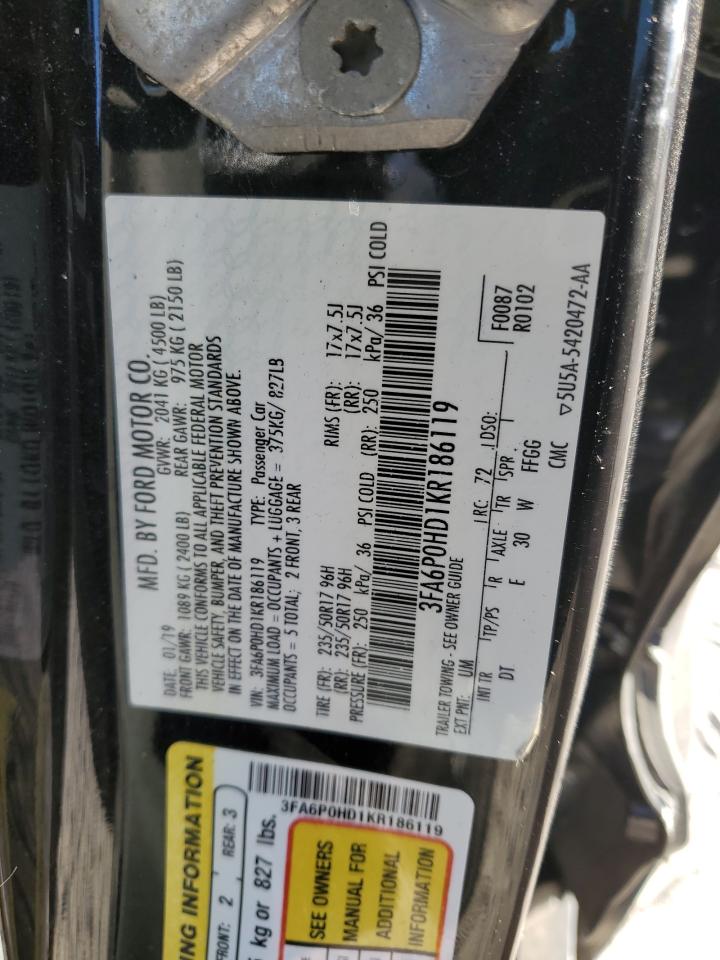 MFD. BY FORD MOTOR CO.
DATE: 01/19 GVWR: 2041 KG ( 4500 LB)
FRONT GAWR: 1089 KG ( 2400 LB) REAR GAWR: 975 KG ( 2150 LB)
THIS VEHICLE CONFORMS TO ALL APPLICABLE FEDERAL MOTOR
VEHICLE SAFETY, BUMPER, AND THEFT PREVENTION STANDARDS
IN EFFECT ON THE DATE OF MANUFACTURE SHOWN ABOVE.
VIN: 3FA6P0HD1KR186119 TYPE: Passenger Car
MAXIMUM LOAD = OCCUPANTS + LUGGAGE = 375KG/ 827LB
OCCUPANTS = 5 TOTAL; 2 FRONT, 3 REAR
TIRE (FR): 235/50R17 96H RIMS (FR): 17x7.5J
(RR): 235/50R17 96H (RR): 17x7.5J
PRESSURE (FR): 250 kPa/ 36 PSI COLD (RR): 250 kPa/ 36 PSI COLD
3FA6P0HD1KR186119
TRAILER TOWING - SEE OWNER GUIDE
EXT PNT: UM RC: 72 DSO: F0087
R0102
INT TR TP/PS R AXLE TR SPR
DT E 30 W FFGG
CMC ▽5U5A-5420472-AA
3FA6P0HD1KR186119
ING INFORMATION
FRONT: 2 REAR: 3
kg or 827 lbs.
SEE OWNERS
MANUAL FOR
ADDITIONAL
INFORMATION